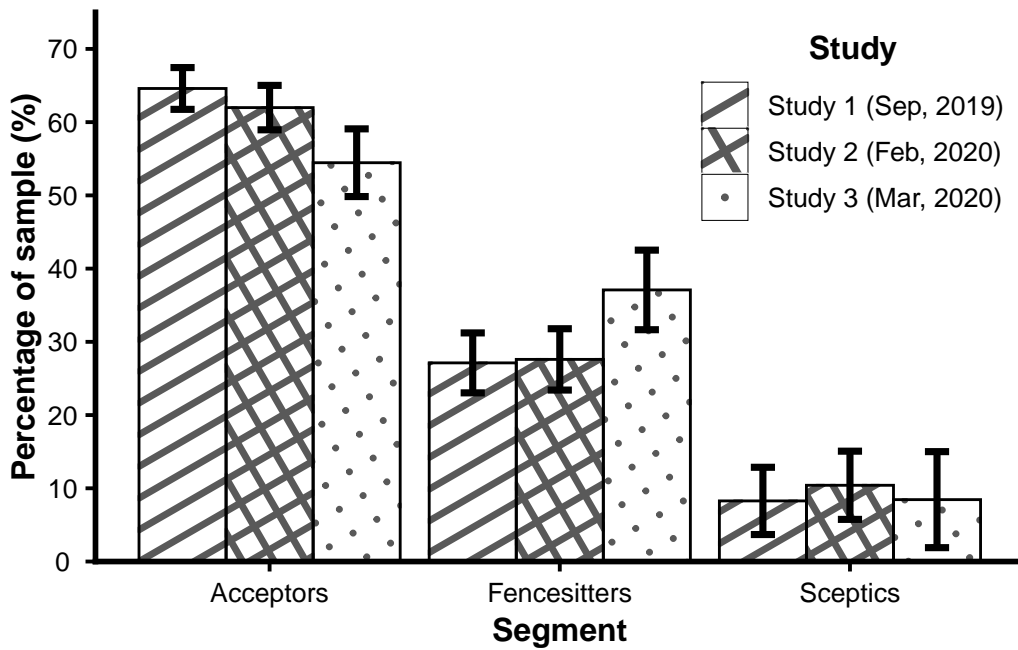 Percentage of sample (%)
70
60
50
40
30
20
10
0
Study
Study 1 (Sep, 2019)
Study 2 (Feb, 2020)
Study 3 (Mar, 2020)
Acceptors
Fencesitters
Sceptics
Segment